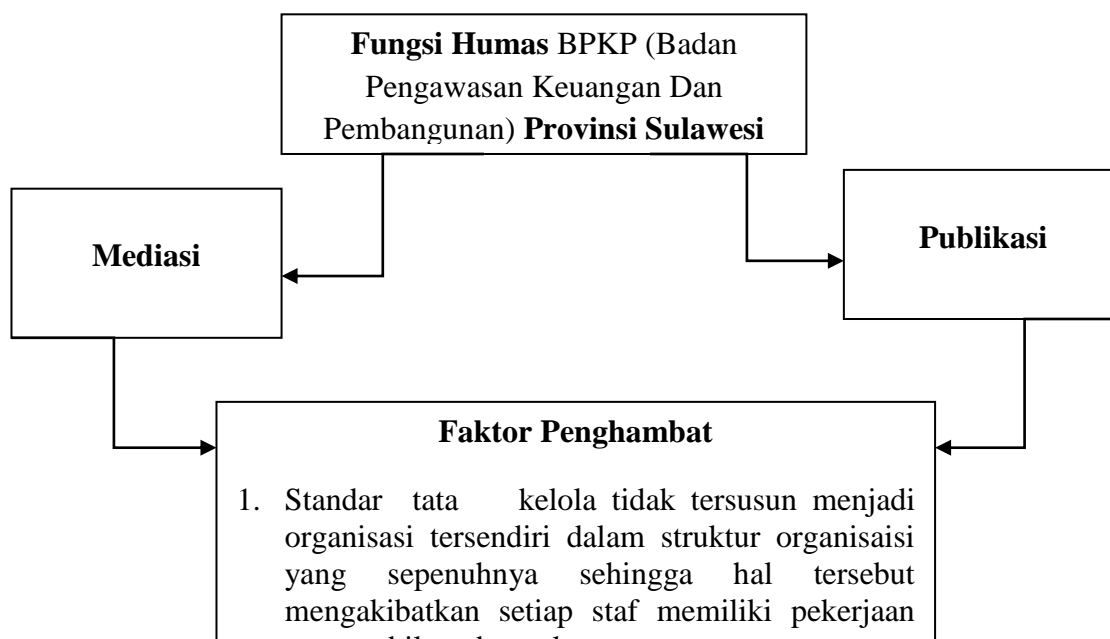 Fungsi Humas BPKP (Badan
Pengawasan Keuangan Dan
Pembangunan) Provinsi Sulawesi
Mediasi
Publikasi
Faktor Penghambat
1. Standar tata kelola tidak tersusun menjadi
organisasi tersendiri dalam struktur organisaisi
yang sepenuhnya sehingga hal tersebut
mengakibatkan setiap staf memiliki pekerjaan